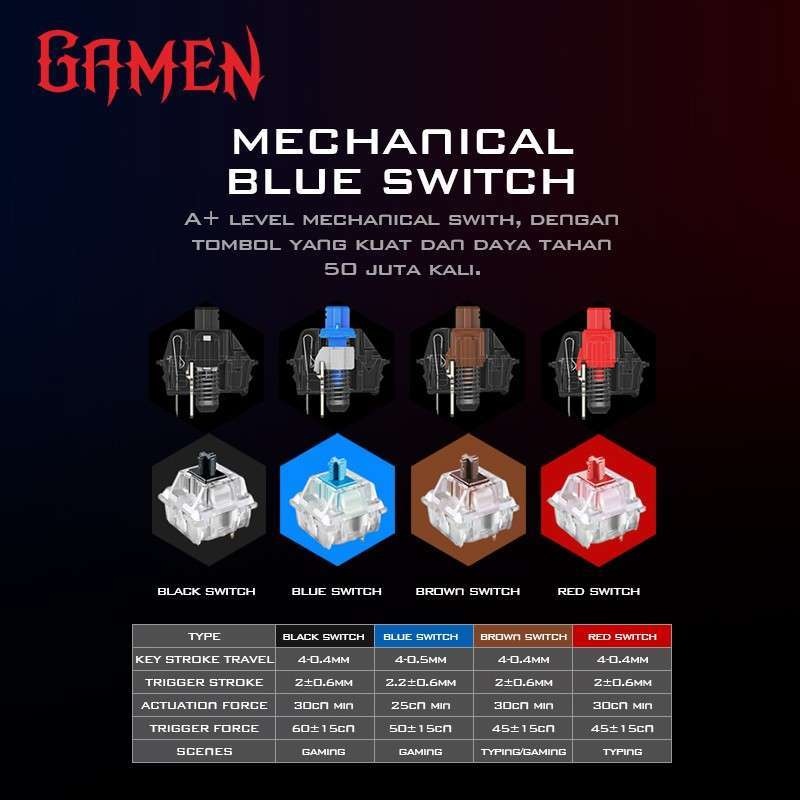 GAMEN
MECHANICAL
BLUE SWITCH
A+ LEVEL MECHANICAL SWITH, DENGAN
TOMBOL YANG KUAT DAN DAYA TAHAN
50 JUTA KALI.
BLACK SWITCH BLUE SWITCH BROWN SWITCH RED SWITCH
TYPE BLACK SWITCH BLUE SWITCH BROWN SWITCH RED SWITCH
KEY STROKE TRAVEL 4-0.4MM 4-0.5MM 4-0.4MM 4-0.4MM
TRIGGER STROKE 2±0.6MM 2.2±0.6MM 2±0.6MM 2±0.6MM
ACTUATION FORCE 30CN MIN 25CN MIN 30CN MIN 30CN MIN
TRIGGER FORCE 60±15CN 50±15CN 45±15CN 45±15CN
SCENES GAMING GAMING TYPING/GAMING TYPING